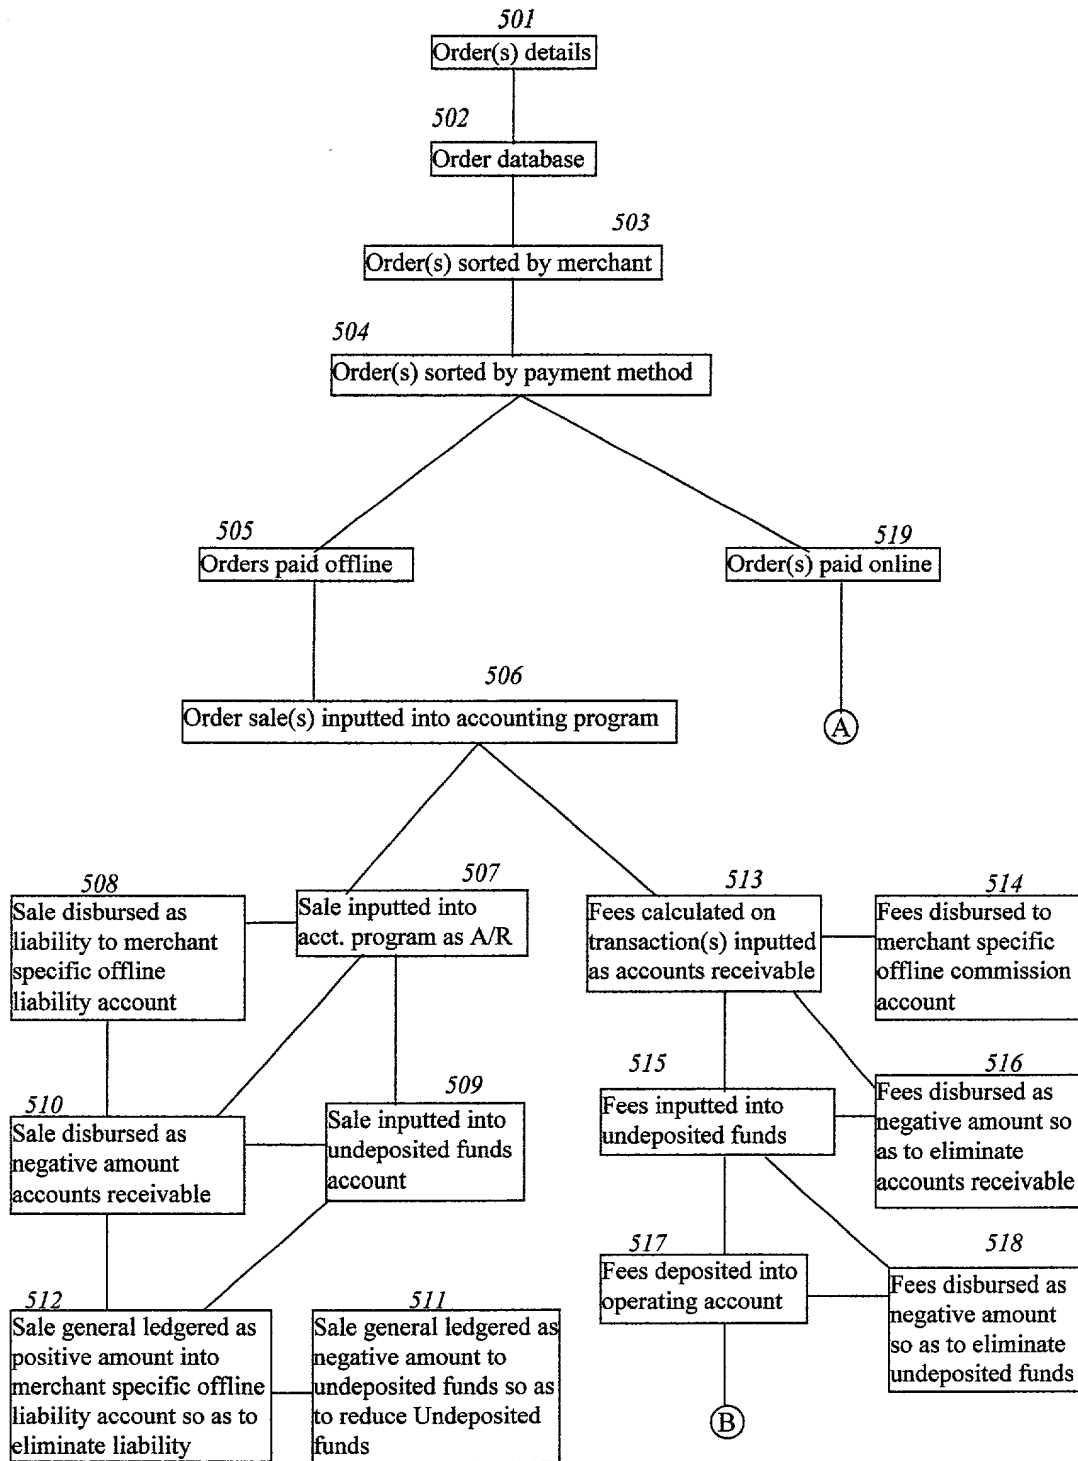 501
Order(s) details
502
Order database
503
Order(s) sorted by merchant
504
Order(s) sorted by payment method
505
Orders paid offline
519
Order(s) paid online
A
506
Order sale(s) inputted into accounting program
508
Sale disbursed as
liability to merchant
specific offline
liability account
507
Sale inputted into
acct. program as A/R
513
Fees calculated on
transaction(s) inputted
as accounts receivable
514
Fees disbursed to
merchant specific
offline commission
account
510
Sale disbursed as
negative amount
accounts receivable
509
Sale inputted into
undeposited funds
account
515
Fees inputted into
undeposited funds
516
Fees disbursed as
negative amount so
as to eliminate
accounts receivable
512
Sale general ledgered as
positive amount into
merchant specific offline
liability account so as to
eliminate liability
511
Sale general ledgered as
negative amount to
undeposited funds so as
to reduce Undeposited
funds
517
Fees deposited into
operating account
518
Fees disbursed as
negative amount
so as to eliminate
undeposited funds
B